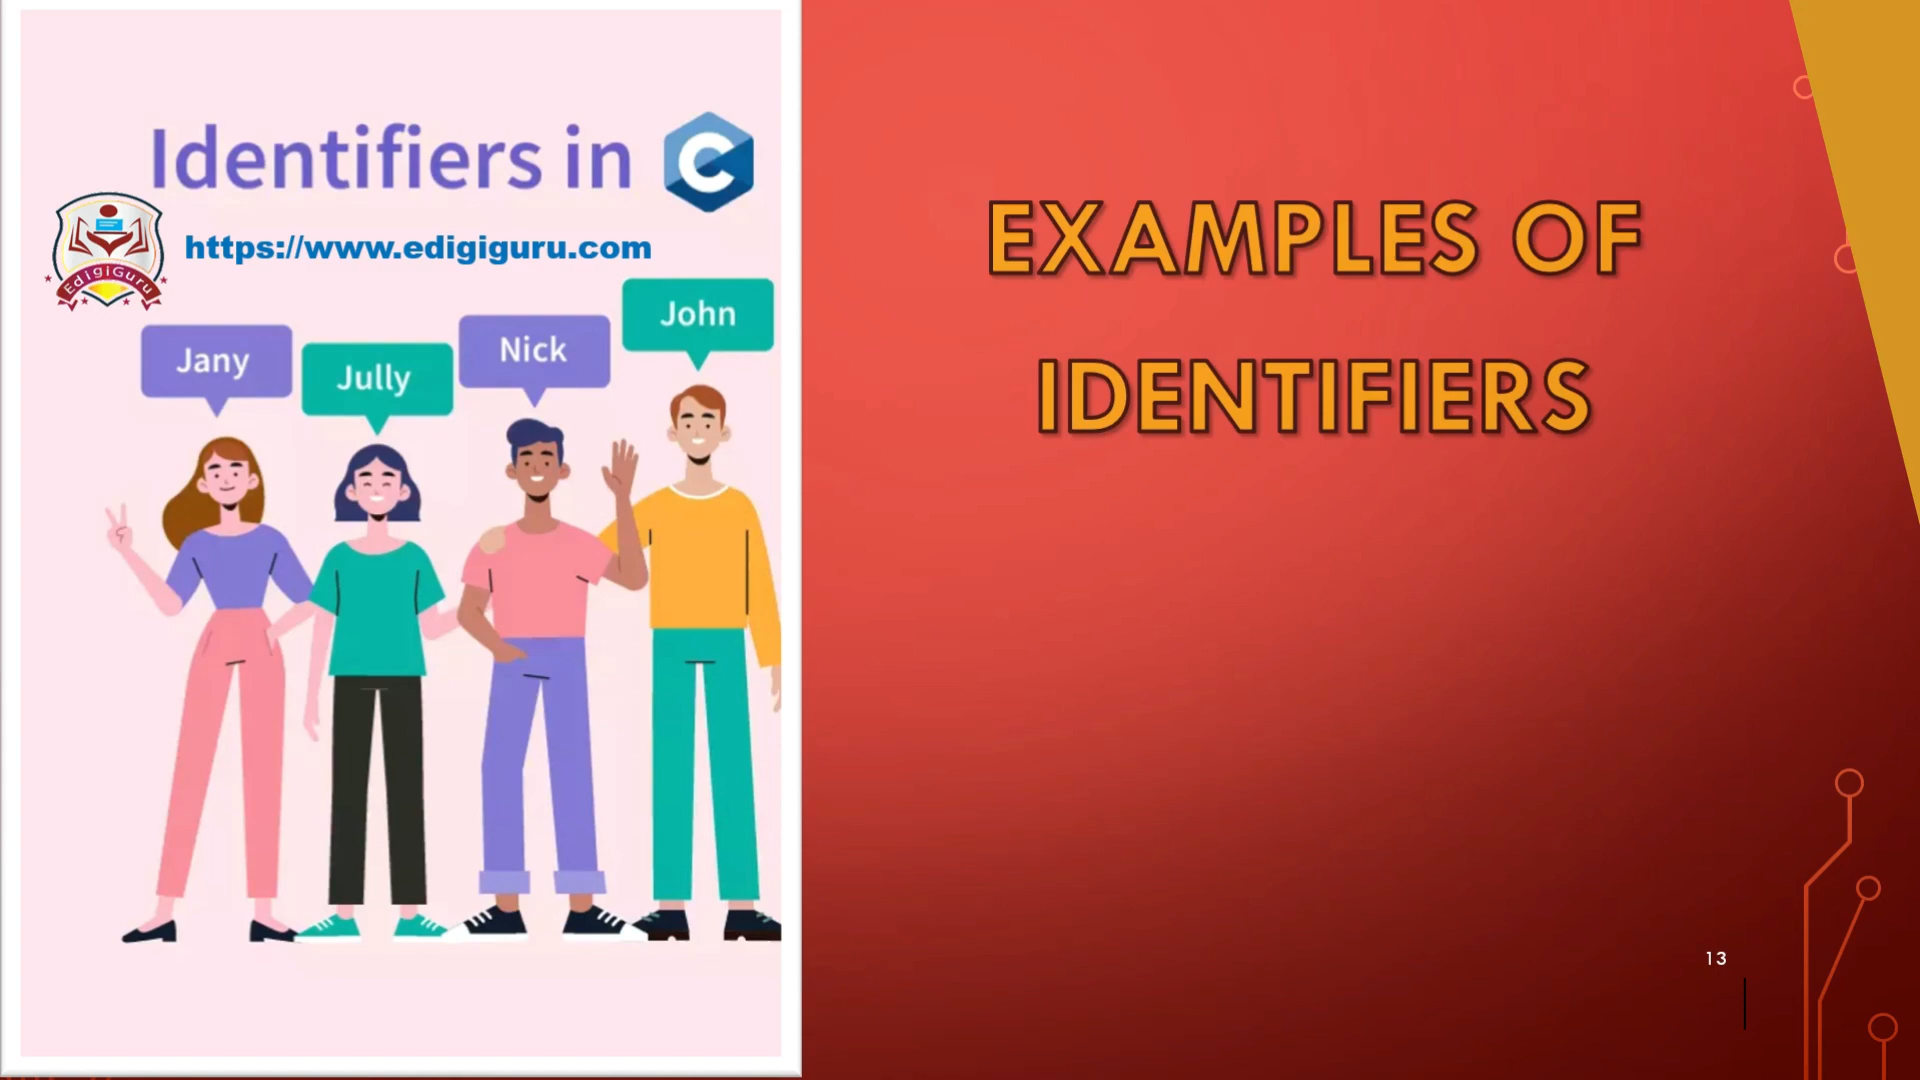 Identifiers in C
EdigiGuru
https://www.edigiguru.com
Jany
Jully
Nick
John
EXAMPLES OF
IDENTIFIERS
13